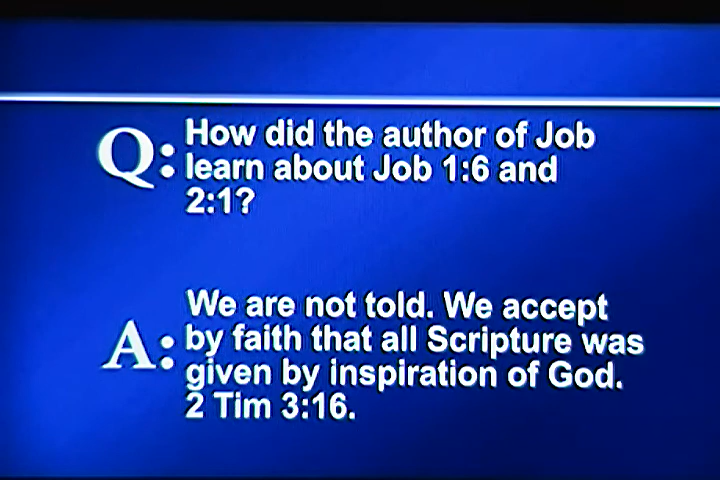 Q: How did the author of Job
learn about Job 1:6 and
2:1?
A: We are not told. We accept
by faith that all Scripture was
given by inspiration of God.
2 Tim 3:16.